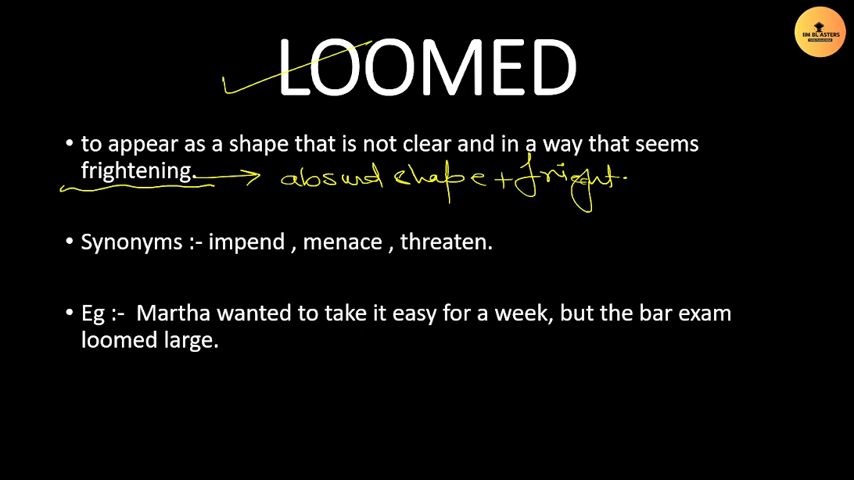 IIM BLASTERS
LOOMED
• to appear as a shape that is not clear and in a way that seems
frightening. → absurd shape + fright.
• Synonyms :- impend , menace , threaten.
• Eg :- Martha wanted to take it easy for a week, but the bar exam
loomed large.